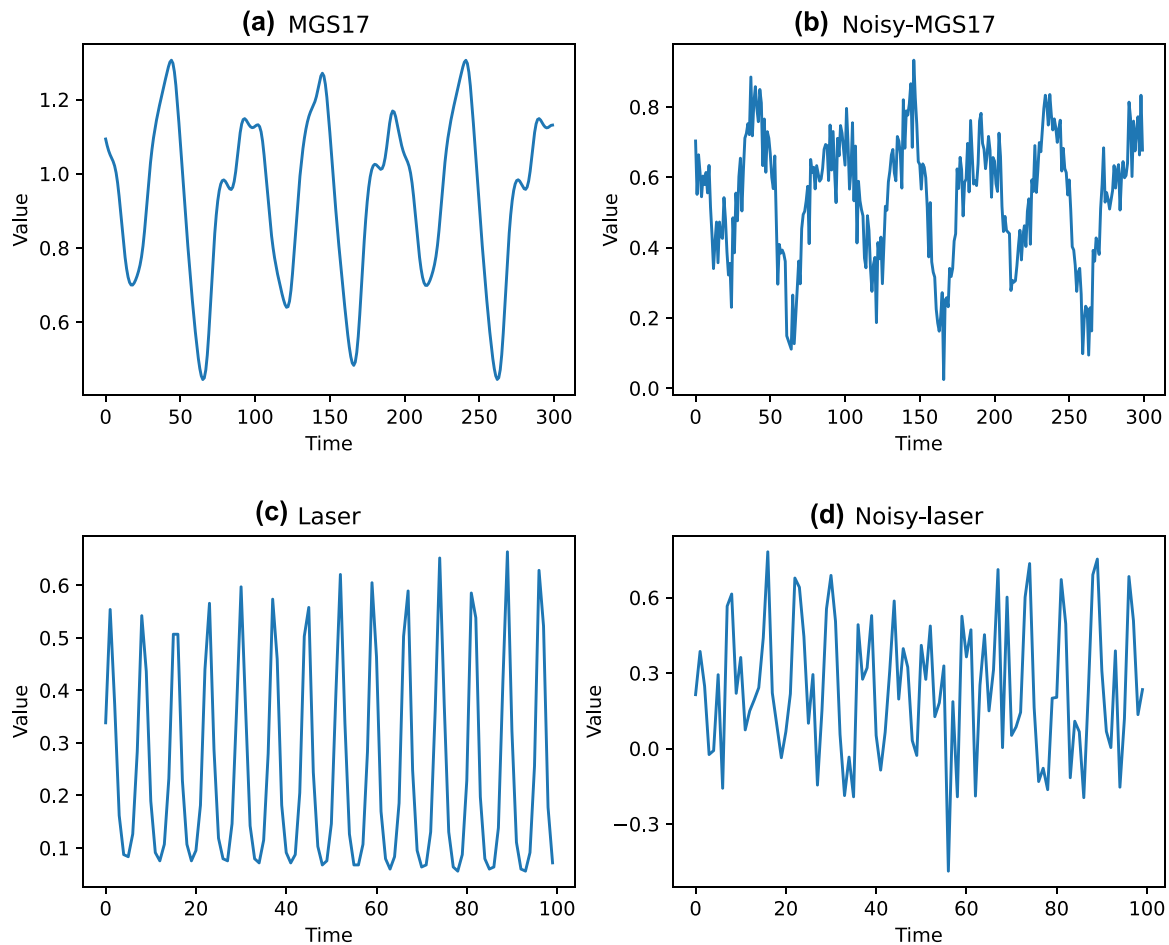 (a) MGS17
Value
1.2
1.0
0.8
0.6
0 50 100 150 200 250 300
Time
(b) Noisy-MGS17
Value
0.8
0.6
0.4
0.2
0.0
0 50 100 150 200 250 300
Time
(c) Laser
Value
0.6
0.5
0.4
0.3
0.2
0.1
0 20 40 60 80 100
Time
(d) Noisy-laser
Value
0.6
0.3
0.0
−0.3
0 20 40 60 80 100
Time